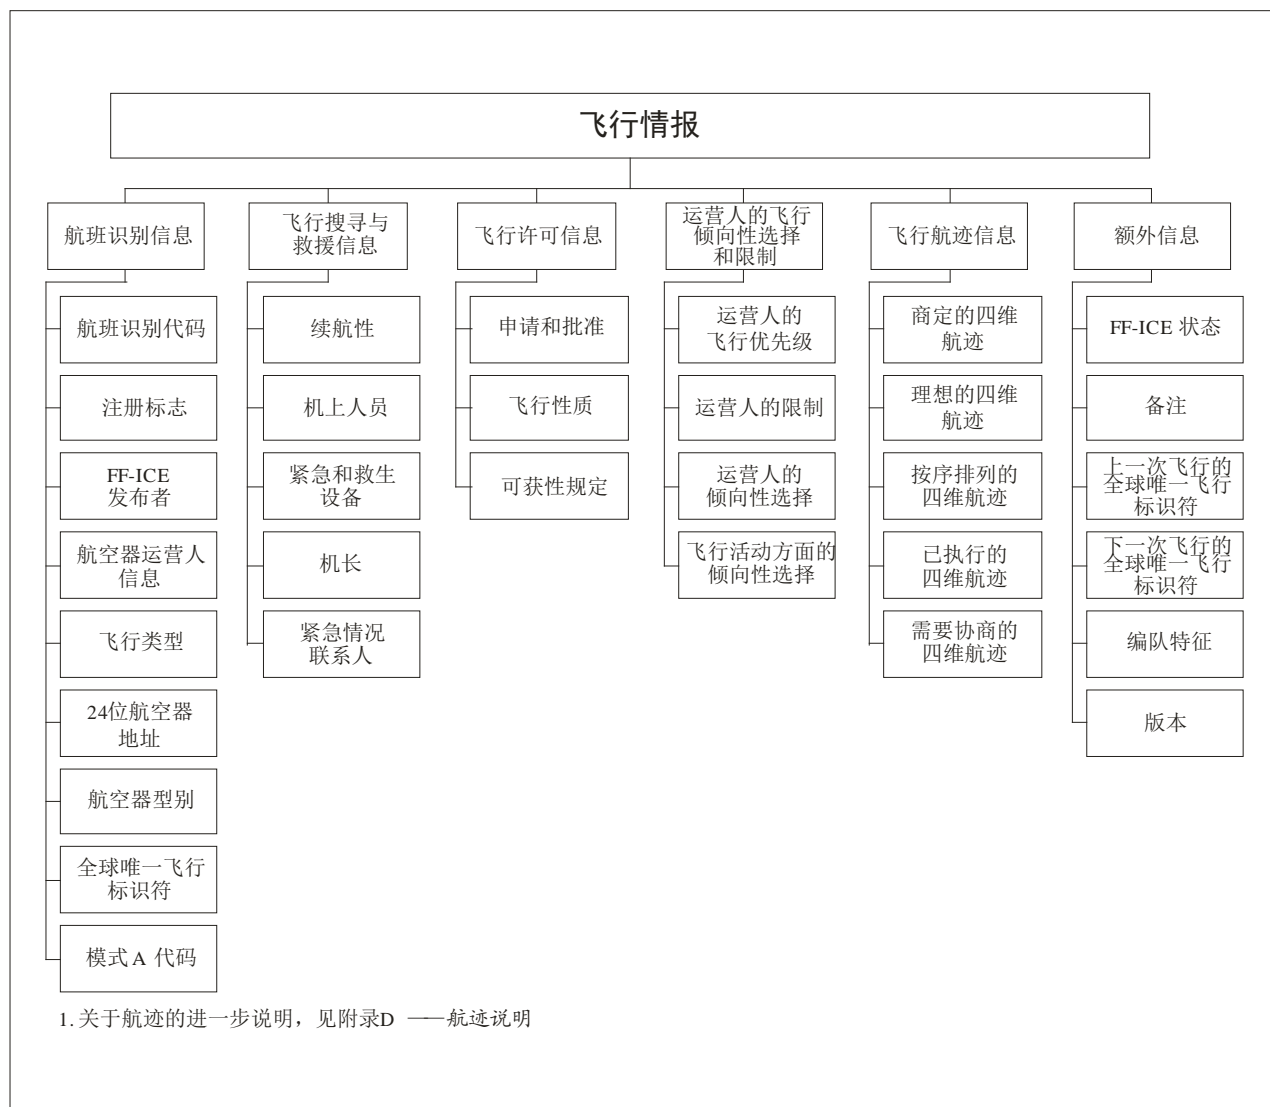 飞行情报
航班识别信息
航班识别代码
注册标志
FF-ICE
发布者
航空器运营人
信息
飞行类型
24位航空器
地址
航空器型别
全球唯一飞行
标识符
模式 A 代码
飞行搜寻与
救援信息
续航性
机上人员
紧急和救生
设备
机长
紧急情况
联系人
飞行许可信息
申请和批准
飞行性质
可获性规定
运营人的飞行
倾向性选择
和限制
运营人的
飞行优先级
运营人的限制
运营人的
倾向性选择
飞行活动方面的
倾向性选择
飞行航迹信息
商定的四维
航迹
理想的四维
航迹
按序排列的
四维航迹
已执行的
四维航迹
需要协商的
四维航迹
额外信息
FF-ICE 状态
备注
上一次飞行的
全球唯一飞行
标识符
下一次飞行的
全球唯一飞行
标识符
编队特征
版本
1. 关于航迹的进一步说明，见附录D ——航迹说明